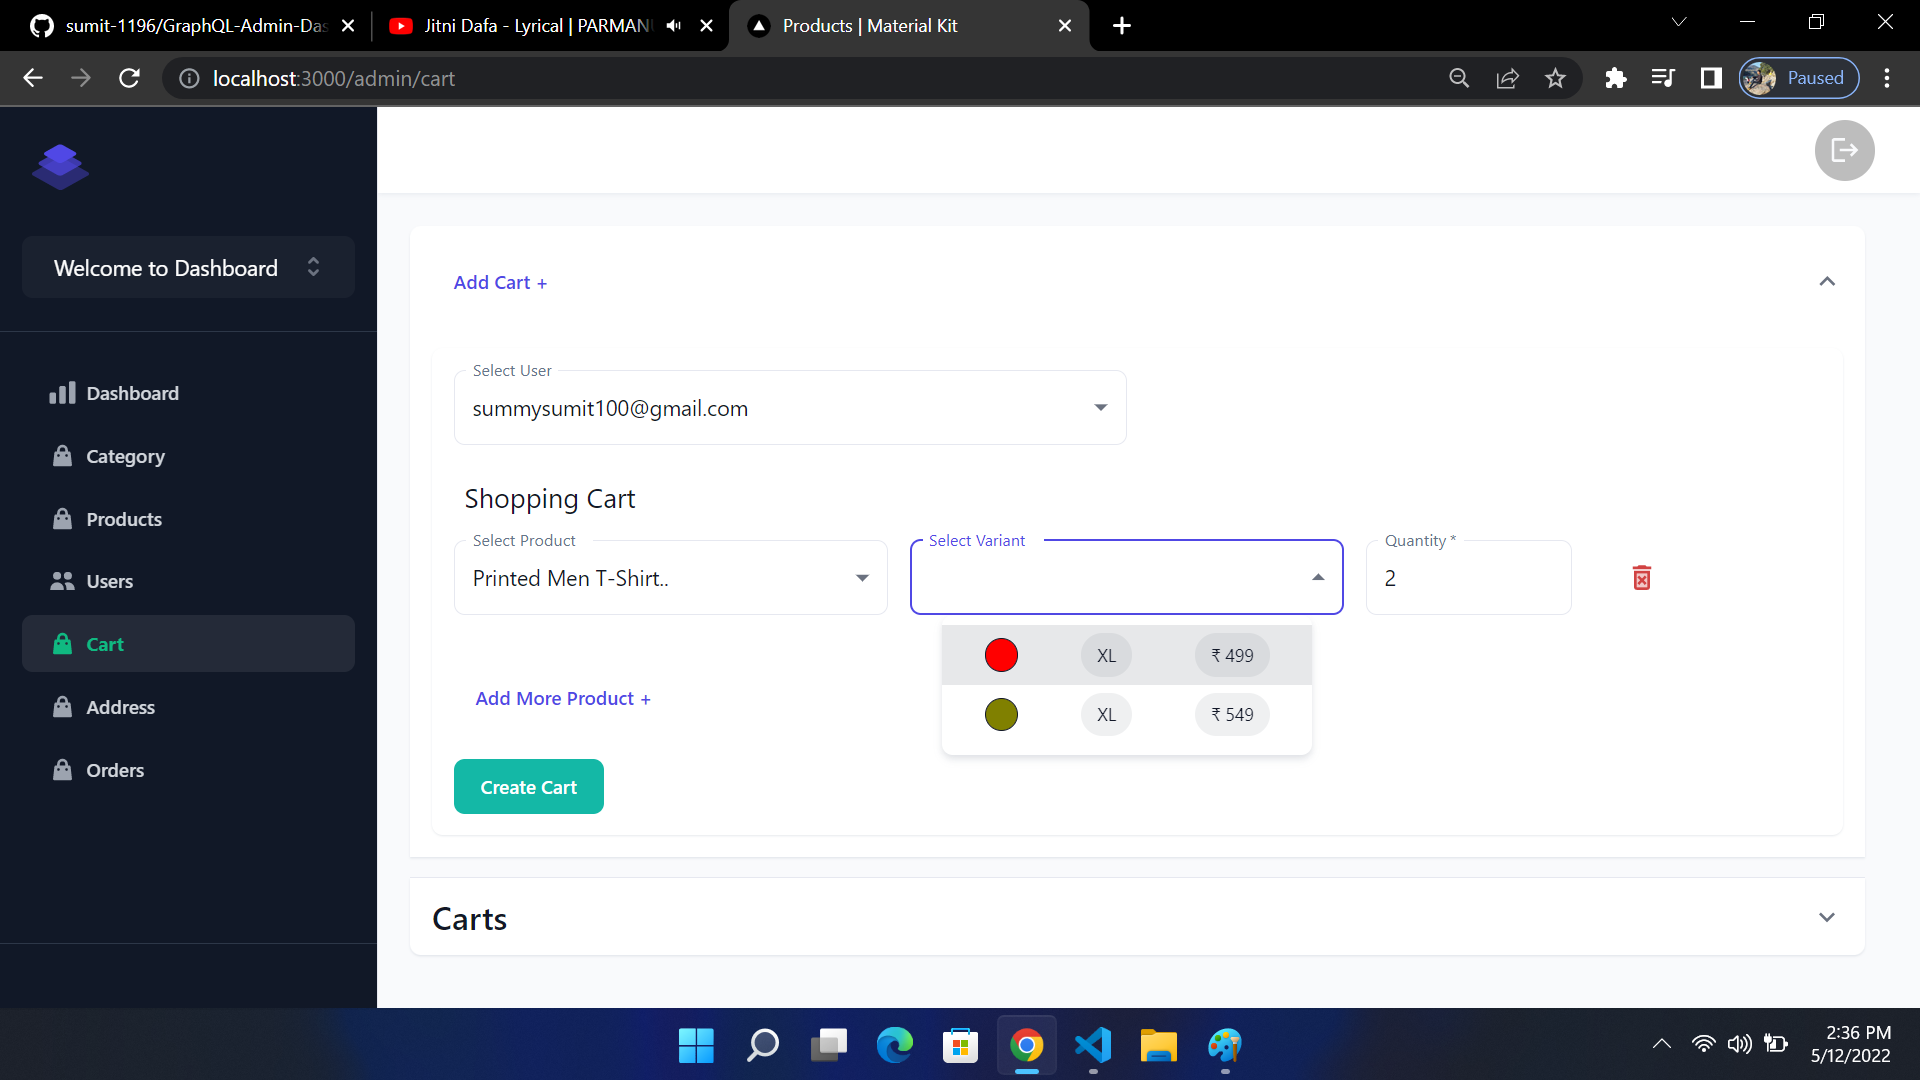 sumit-1196/GraphQL-Admin-Das
Jitni Dafa - Lyrical | PARMANU
Products | Material Kit
localhost:3000/admin/cart
Paused
Welcome to Dashboard
Dashboard
Category
Products
Users
Cart
Address
Orders
Add Cart +
Select User
summysumit100@gmail.com
Shopping Cart
Select Product
Printed Men T-Shirt..
Select Variant
Quantity *
2
XL
₹ 499
XL
₹ 549
Add More Product +
Create Cart
Carts
2:36 PM
5/12/2022